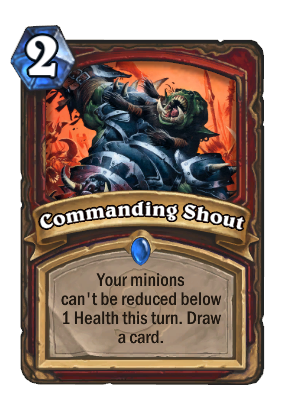 2
Commanding Shout
Your minions
can't be reduced below
1 Health this turn. Draw
a card.